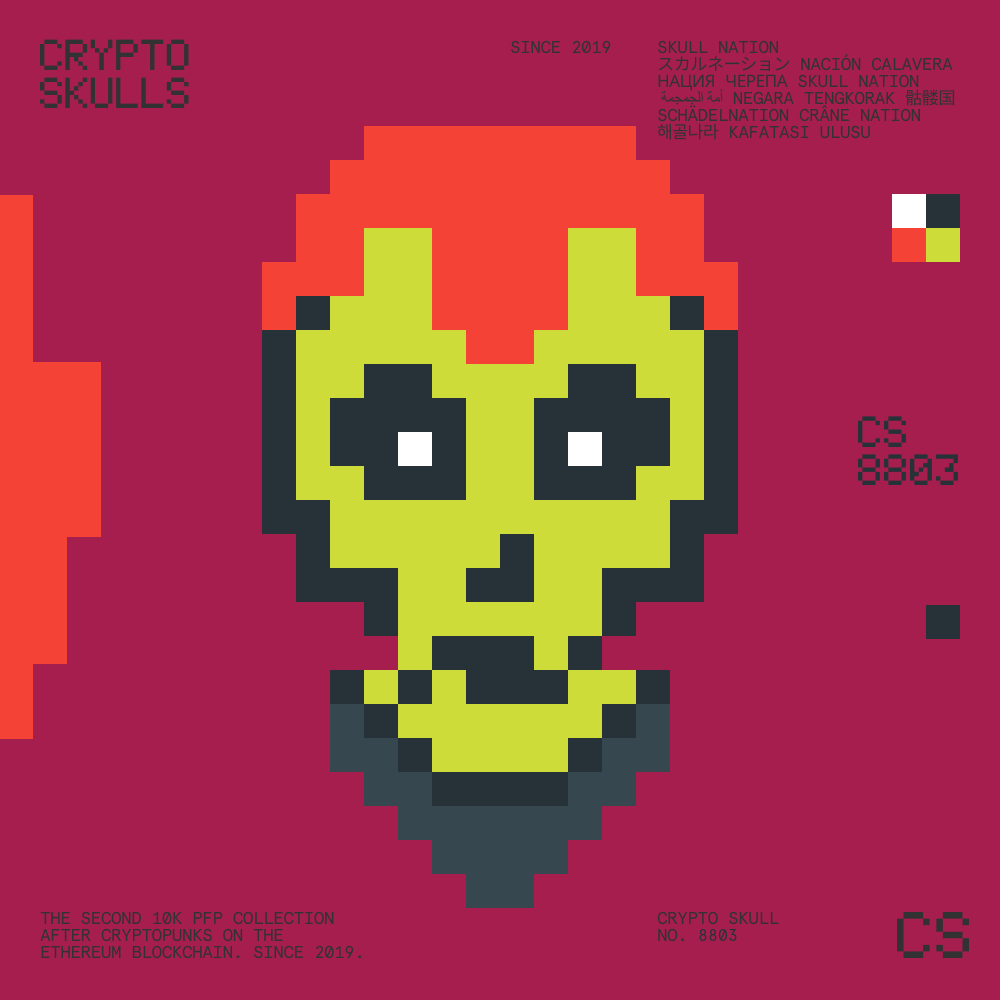 CRYPTO
SKULLS
SINCE 2019
SKULL NATION
スカルネーション NACIÓN CALAVERA
НАЦИЯ ЧЕРЕПА SKULL NATION
أمة الجمجمة NEGARA TENGKORAK 骷髅国
SCHÄDELNATION CRÂNE NATION
해골나라 KAFATASI ULUSU
CS
8803
THE SECOND 10K PFP COLLECTION
AFTER CRYPTOPUNKS ON THE
ETHEREUM BLOCKCHAIN. SINCE 2019.
CRYPTO SKULL
NO. 8803
CS